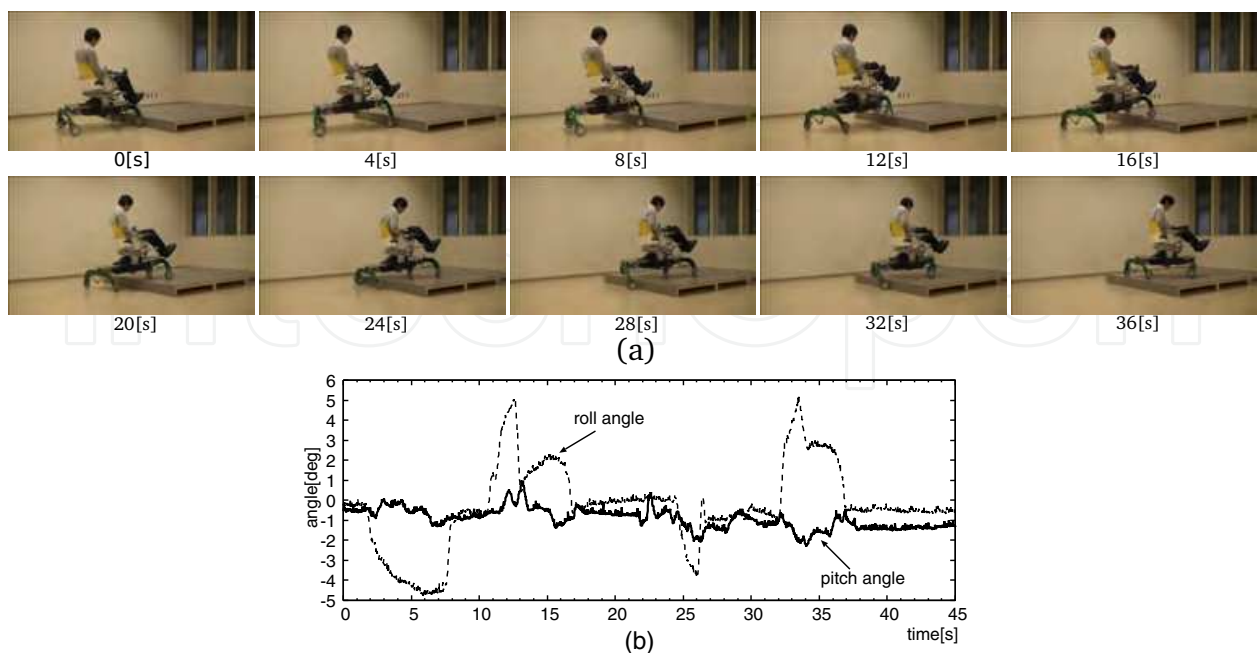 0[s] 4[s] 8[s] 12[s] 16[s]
20[s] 24[s] 28[s] 32[s] 36[s]
(a)
6
5
4
3
2
1
0
-1
-2
-3
-4
-5
angle[deg]
roll angle
pitch angle
0 5 10 15 20 25 30 35 40 45
time[s]
(b)
intechopen